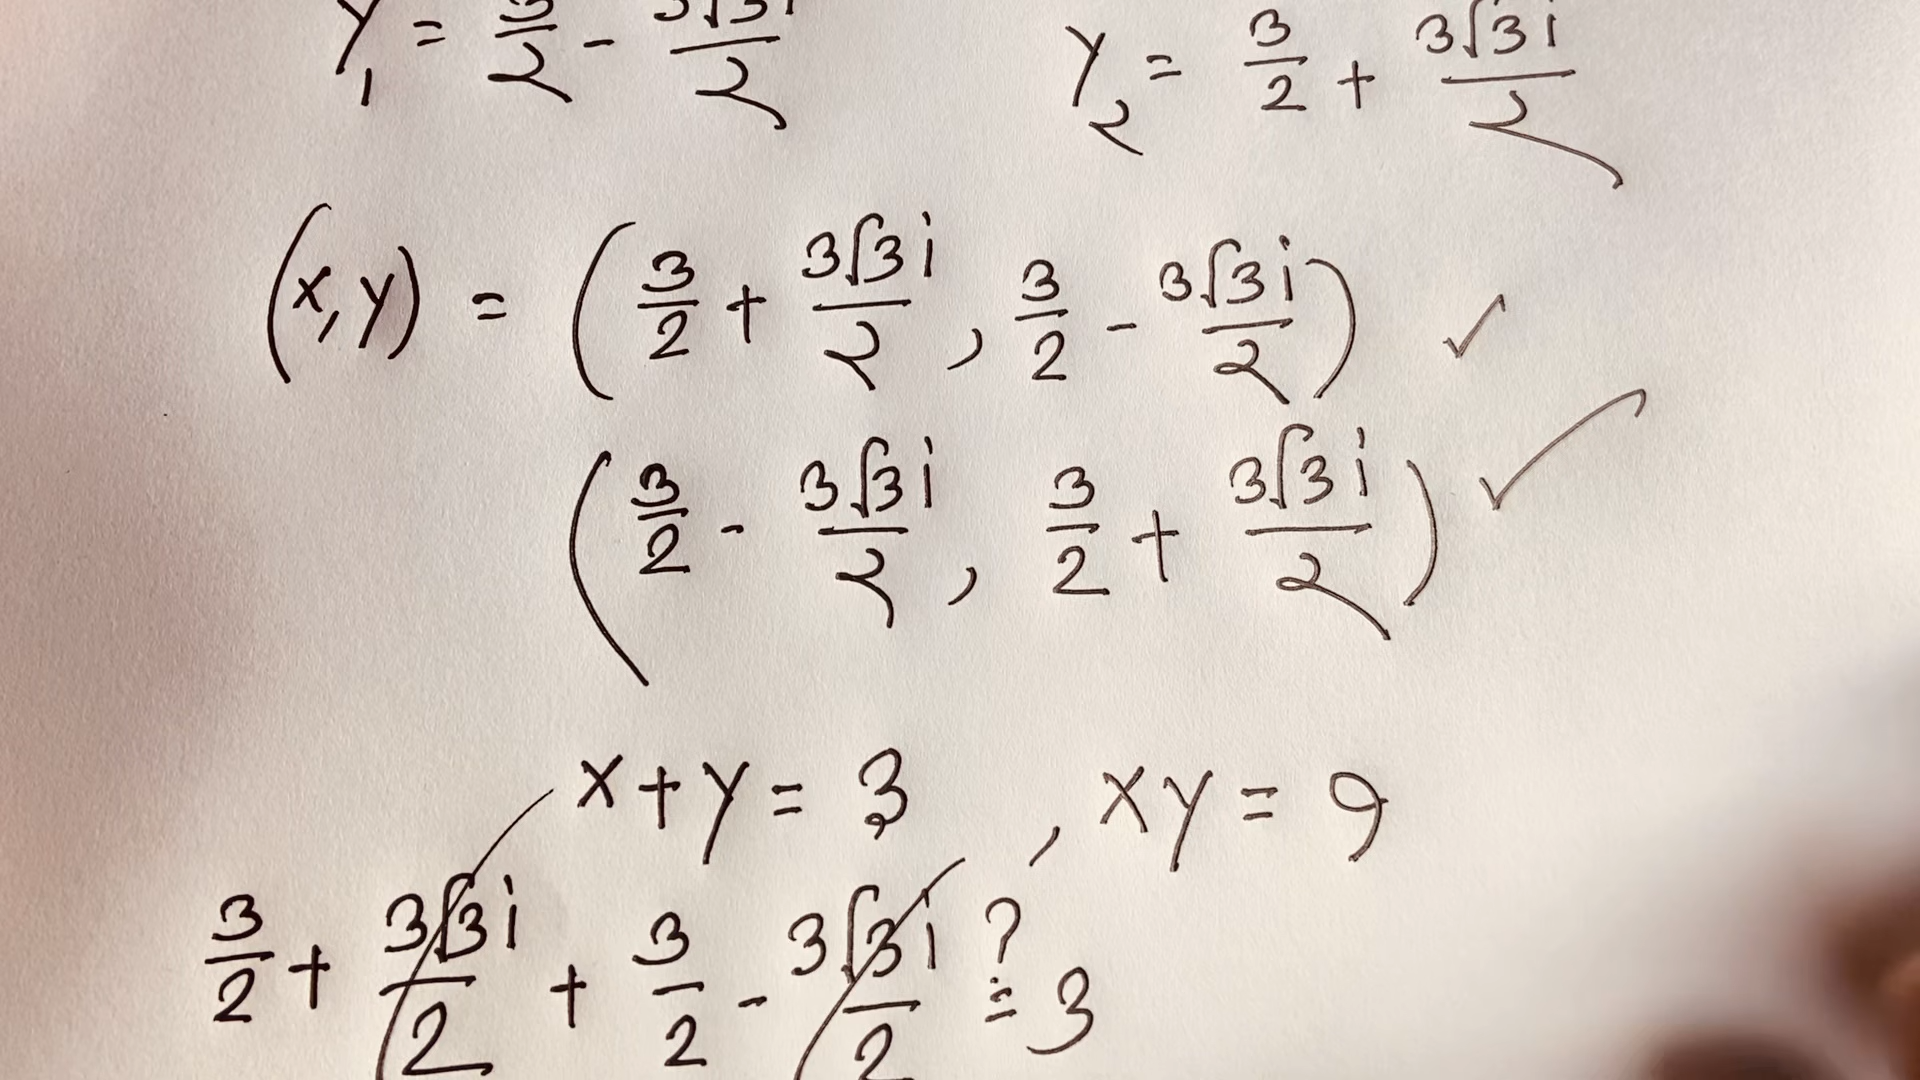 y₁ = 3/2 - 3√3i/2    y₂ = 3/2 + 3√3i/2
(x,y) = (3/2 + 3√3i/2, 3/2 - 3√3i/2) ✓
(3/2 - 3√3i/2, 3/2 + 3√3i/2) ✓
x+y = 3, xy = 9
3/2 + 3√3i/2 + 3/2 - 3√3i/2 ?= 3